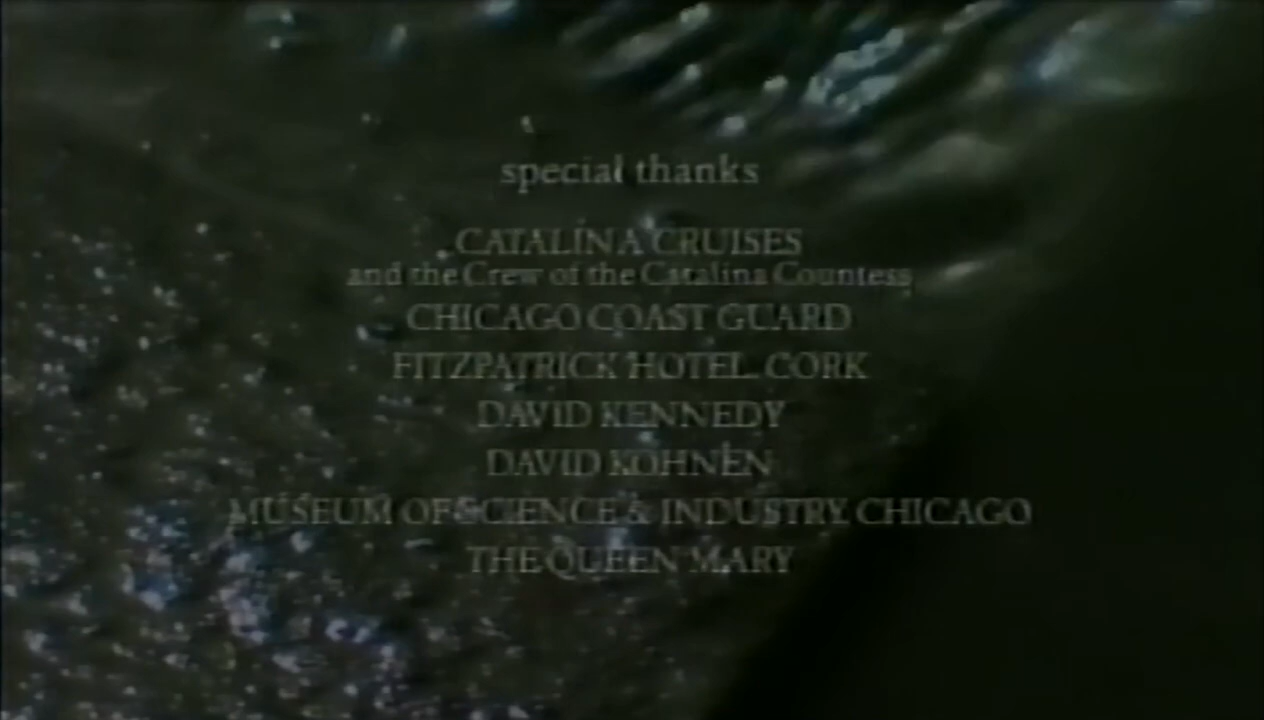 special thanks
CATALINA CRUISES
and the Crew of the Catalina Countess
CHICAGO COAST GUARD
FITZPATRICK HOTEL CORK
DAVID KENNEDY
DAVID KOHNEN
MUSEUM OF SCIENCE & INDUSTRY CHICAGO
THE QUEEN MARY